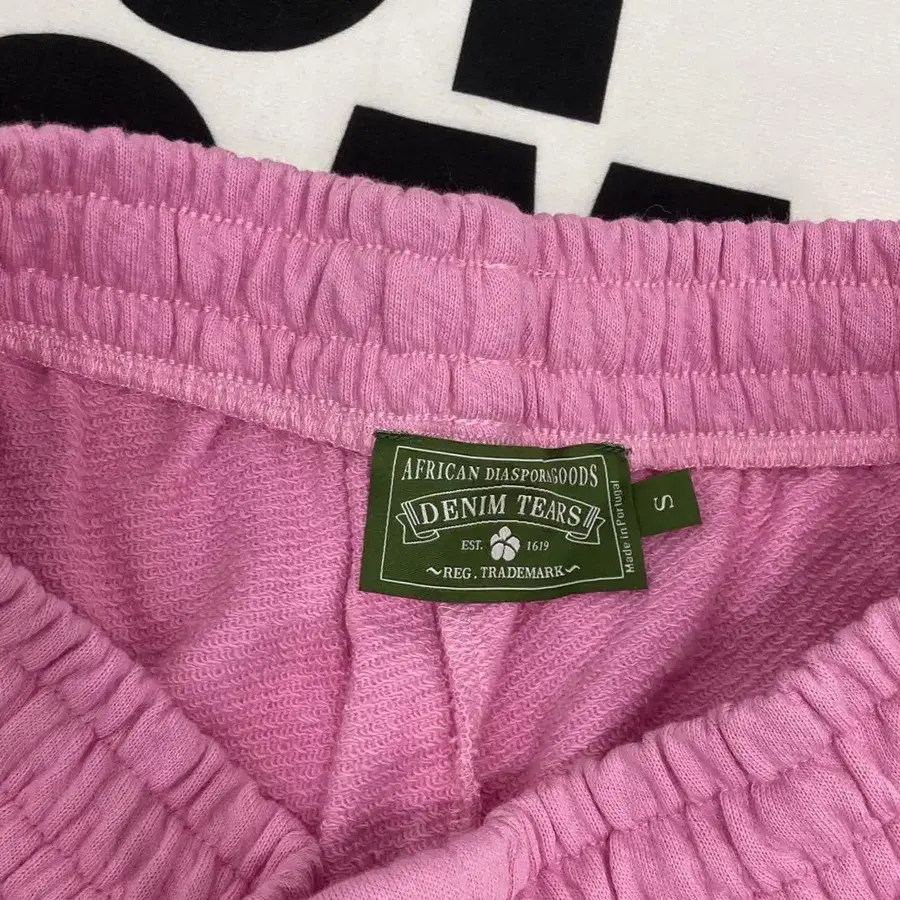 AFRICAN DIASPORA GOODS
DENIM TEARS
EST. 1619
~REG. TRADEMARK~
Made in Portugal
S